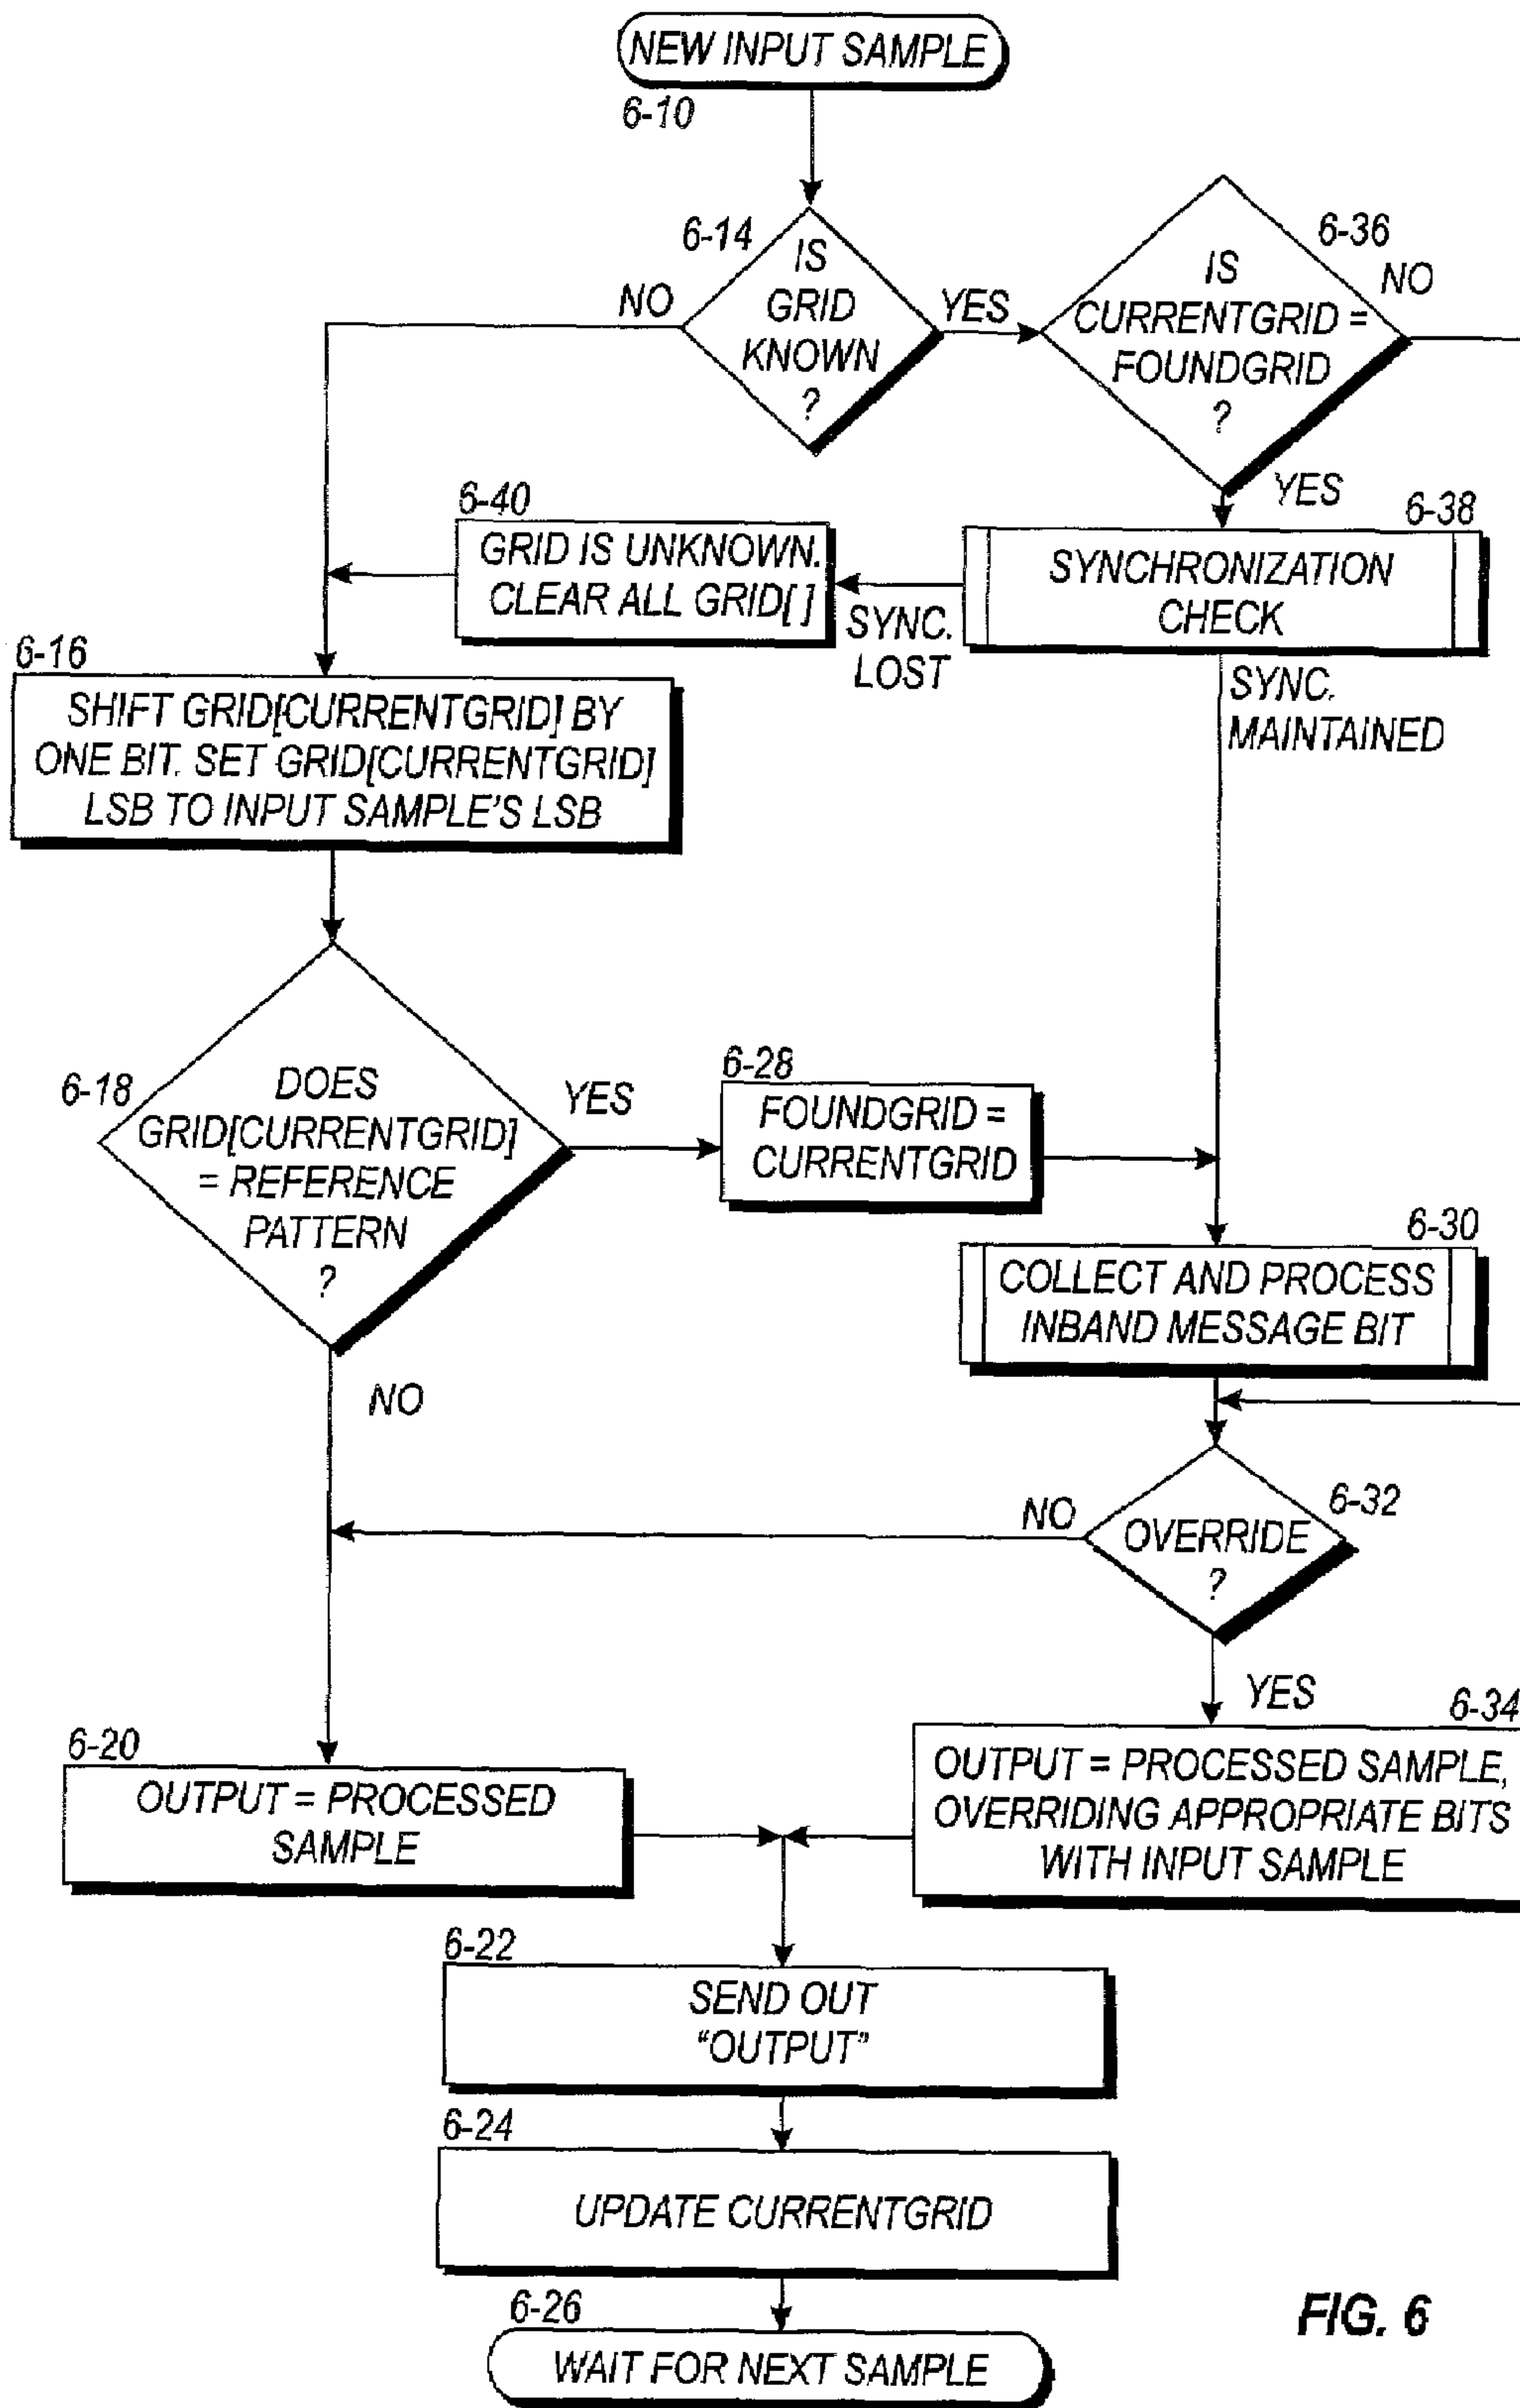 NEW INPUT SAMPLE
6-10
6-14
IS
GRID
KNOWN
?
NO
YES
6-36
IS
CURRENTGRID =
FOUNDGRID
?
NO
YES
6-38
SYNCHRONIZATION
CHECK
6-40
GRID IS UNKNOWN.
CLEAR ALL GRID[ ]
SYNC.
LOST
SYNC.
MAINTAINED
6-16
SHIFT GRID[CURRENTGRID] BY
ONE BIT. SET GRID[CURRENTGRID]
LSB TO INPUT SAMPLE'S LSB
6-18
DOES
GRID[CURRENTGRID]
= REFERENCE
PATTERN
?
YES
NO
6-28
FOUNDGRID =
CURRENTGRID
6-30
COLLECT AND PROCESS
INBAND MESSAGE BIT
6-32
OVERRIDE
?
NO
YES
6-20
OUTPUT = PROCESSED
SAMPLE
6-34
OUTPUT = PROCESSED SAMPLE,
OVERRIDING APPROPRIATE BITS
WITH INPUT SAMPLE
6-22
SEND OUT
"OUTPUT"
6-24
UPDATE CURRENTGRID
6-26
WAIT FOR NEXT SAMPLE
FIG. 6